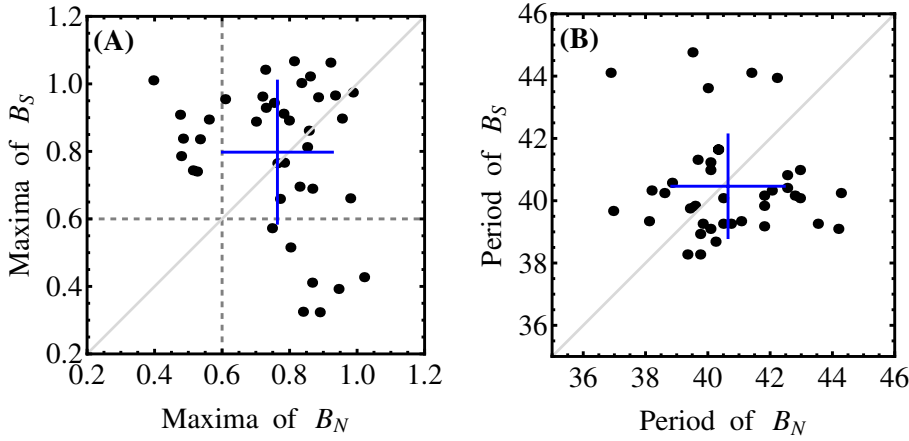 (A)
1.2
1.0
0.8
0.6
0.4
0.2
Maxima of B_S
0.2 0.4 0.6 0.8 1.0 1.2
Maxima of B_N
(B)
46
44
42
40
38
36
Period of B_S
36 38 40 42 44 46
Period of B_N